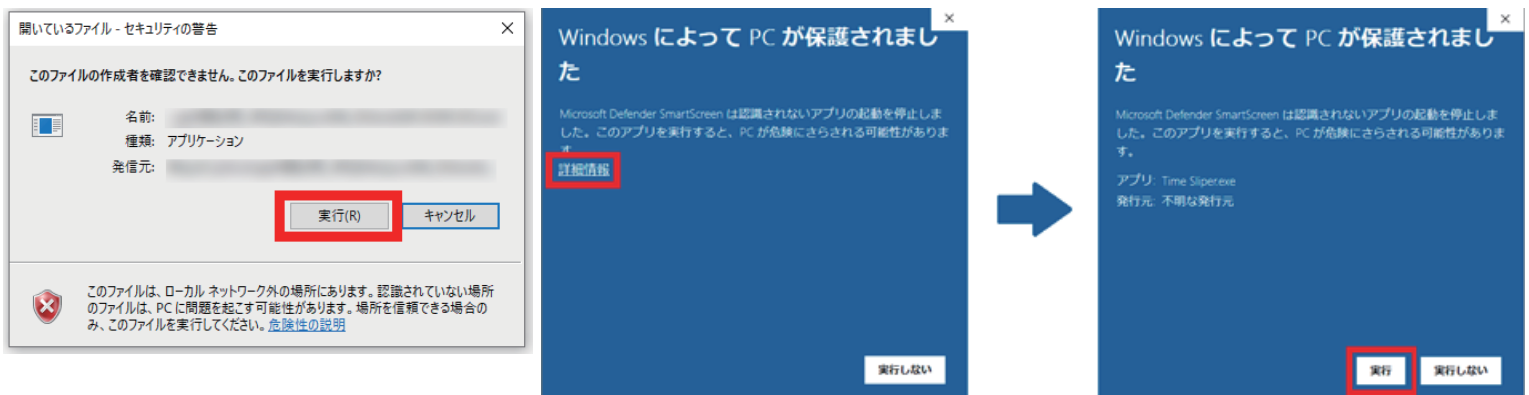 開いているファイル - セキュリティの警告
このファイルの作成者を確認できません。このファイルを実行しますか?
名前:
種類: アプリケーション
発信元:
実行(R)
キャンセル
このファイルは、ローカル ネットワーク外の場所にあります。認識されていない場所
のファイルは、PC に問題を起こす可能性があります。場所を信頼できる場合の
み、このファイルを実行してください。危険性の説明
Windows によって PC が保護されまし
た
Microsoft Defender SmartScreen は認識されないアプリの起動を停止しま
した。このアプリを実行すると、PC が危険にさらされる可能性がありま
す。
詳細情報
実行しない
Windows によって PC が保護されまし
た
Microsoft Defender SmartScreen は認識されないアプリの起動を停止しま
した。このアプリを実行すると、PC が危険にさらされる可能性がありま
す。
アプリ: Time Sliper.exe
発行元: 不明な発行元
実行
実行しない